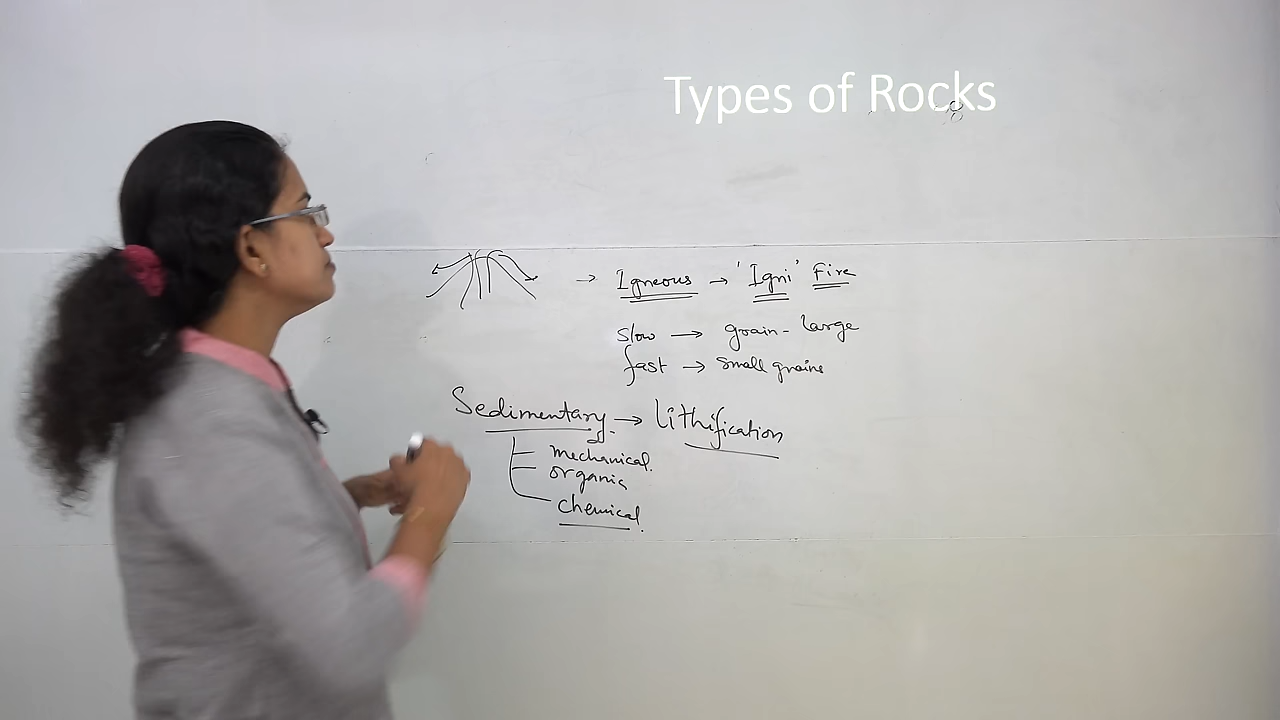 Types of Rocks
→ Igneous → 'Igni' Fire
slow → grain - large
fast → small grains
Sedimentary → Lithification
mechanical.
organic
chemical.